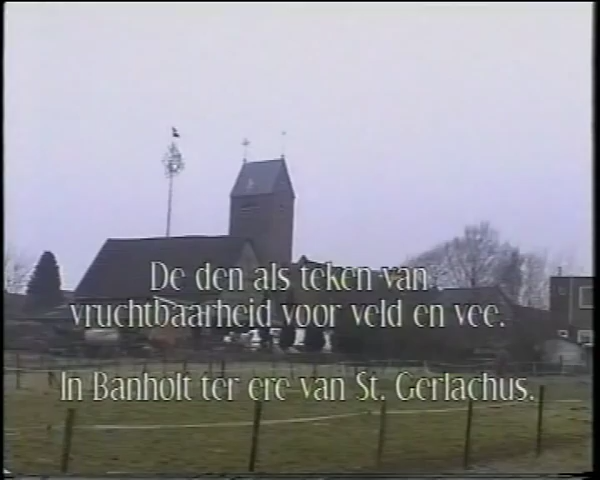 De den als teken van
vruchtbaarheid voor veld en vee.
In Banholt ter ere van St. Gerlachus.